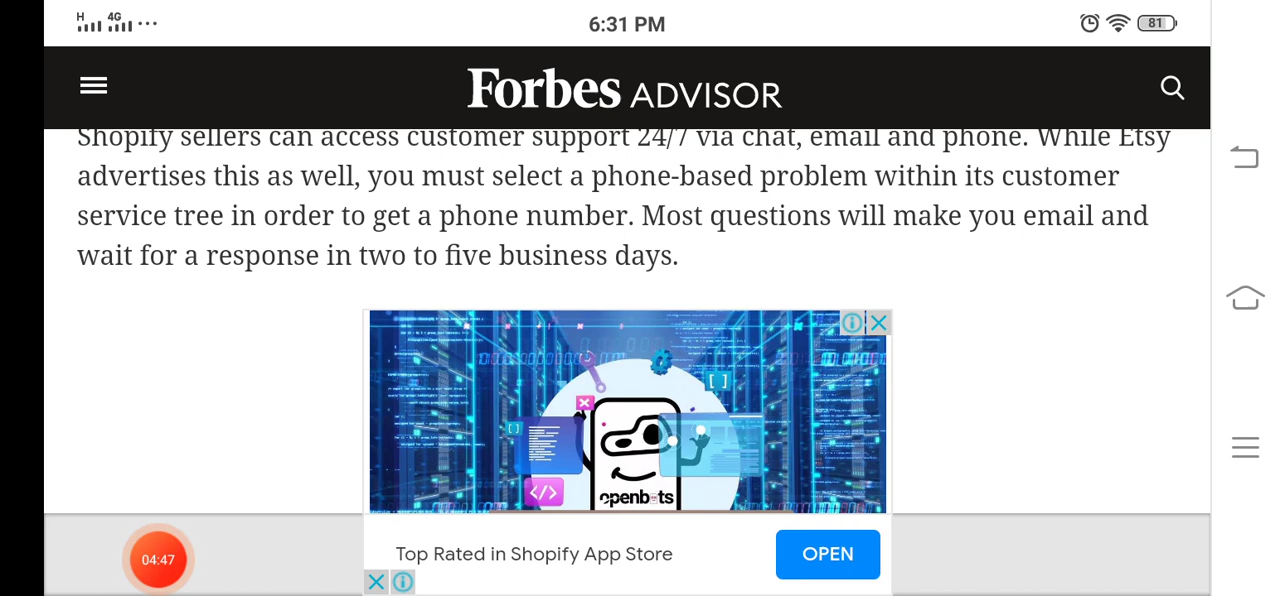 H 4G
6:31 PM
81
Forbes ADVISOR
Shopify sellers can access customer support 24/7 via chat, email and phone. While Etsy
advertises this as well, you must select a phone-based problem within its customer
service tree in order to get a phone number. Most questions will make you email and
wait for a response in two to five business days.
[ ]
[ ]
</>
openbots
Top Rated in Shopify App Store
OPEN
04:47